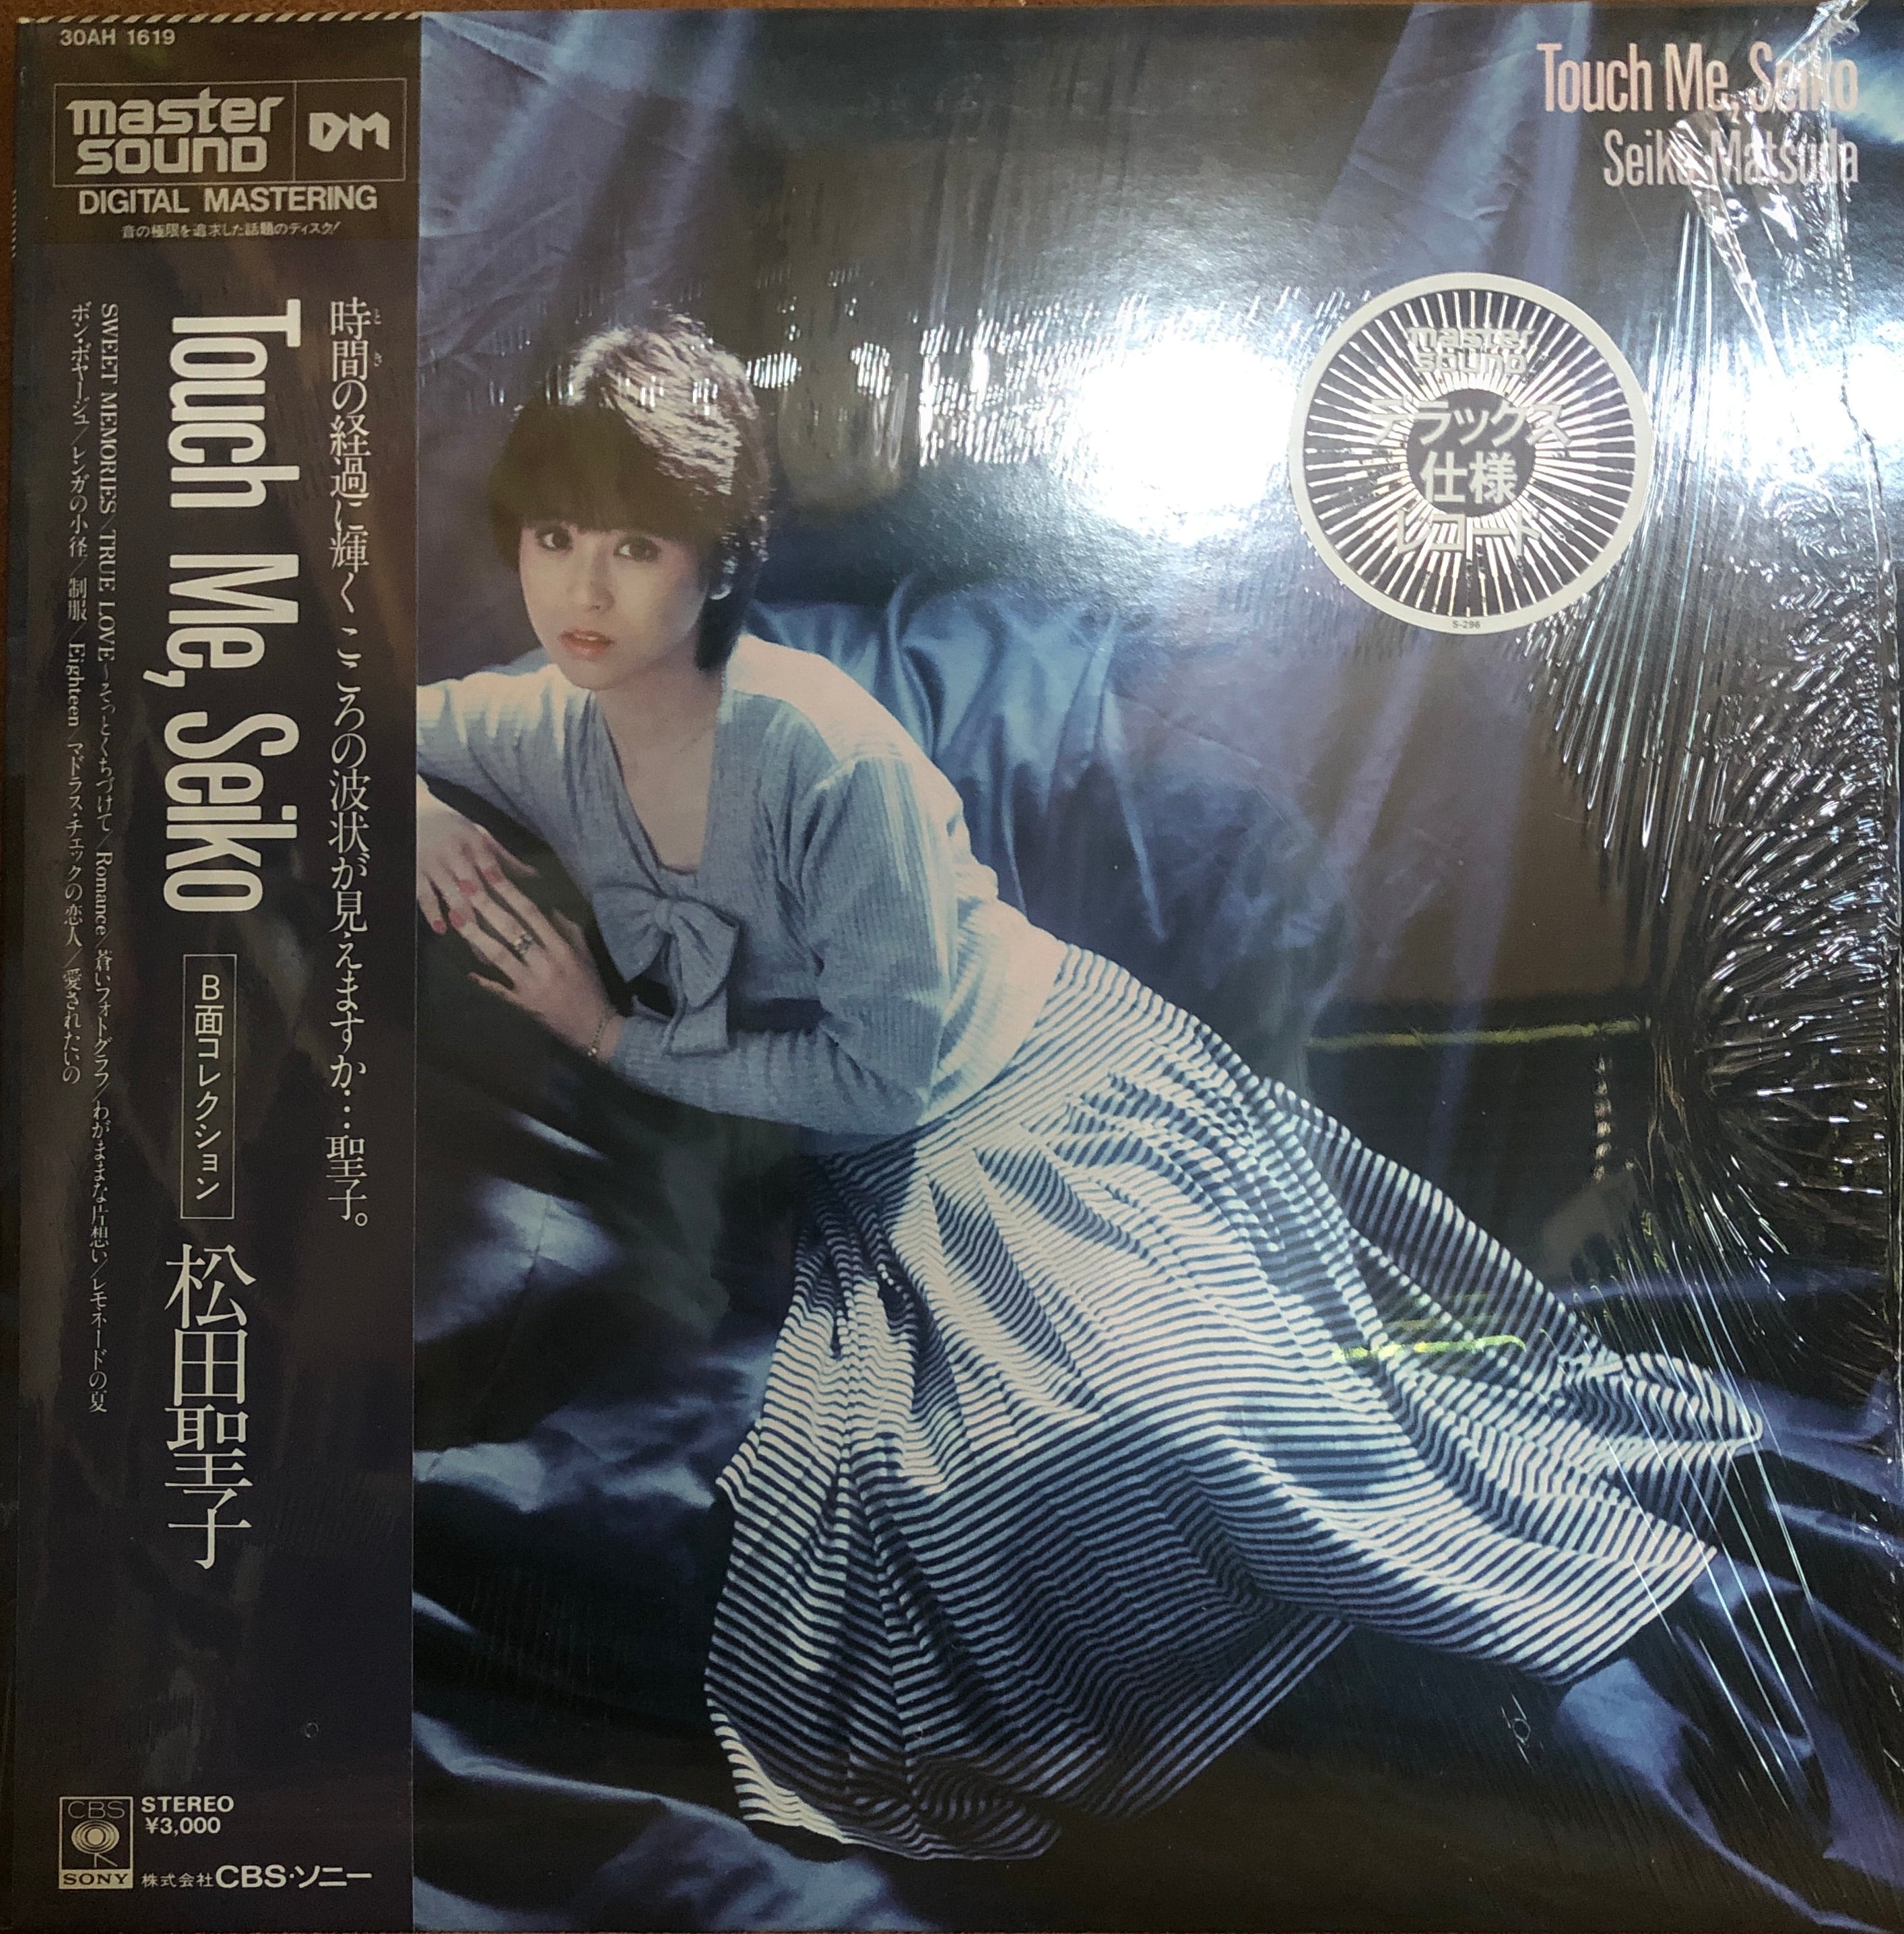 30AH 1619
master
sound
DM
DIGITAL MASTERING
音の極限を追求した話題のディスク!
時間の経過に輝くこころの波状が見えますか…聖子。
とき
Touch Me, Seiko
B面コレクション
松田聖子
SWEET MEMORIES/TRUE LOVE~そっとくちづけて/Romance/蒼いフォトグラフ/わがままな片想い/レモネードの夏
ボン・ボヤージュ/レンガの小径/制服/Eighteen/マドラス・チェックの恋人/愛されたいの
CBS
SONY
STEREO
¥3,000
株式会社CBS・ソニー
Touch Me, Seiko
Seiko Matsuda
master
sound
デラックス
仕様
レコード
S-296